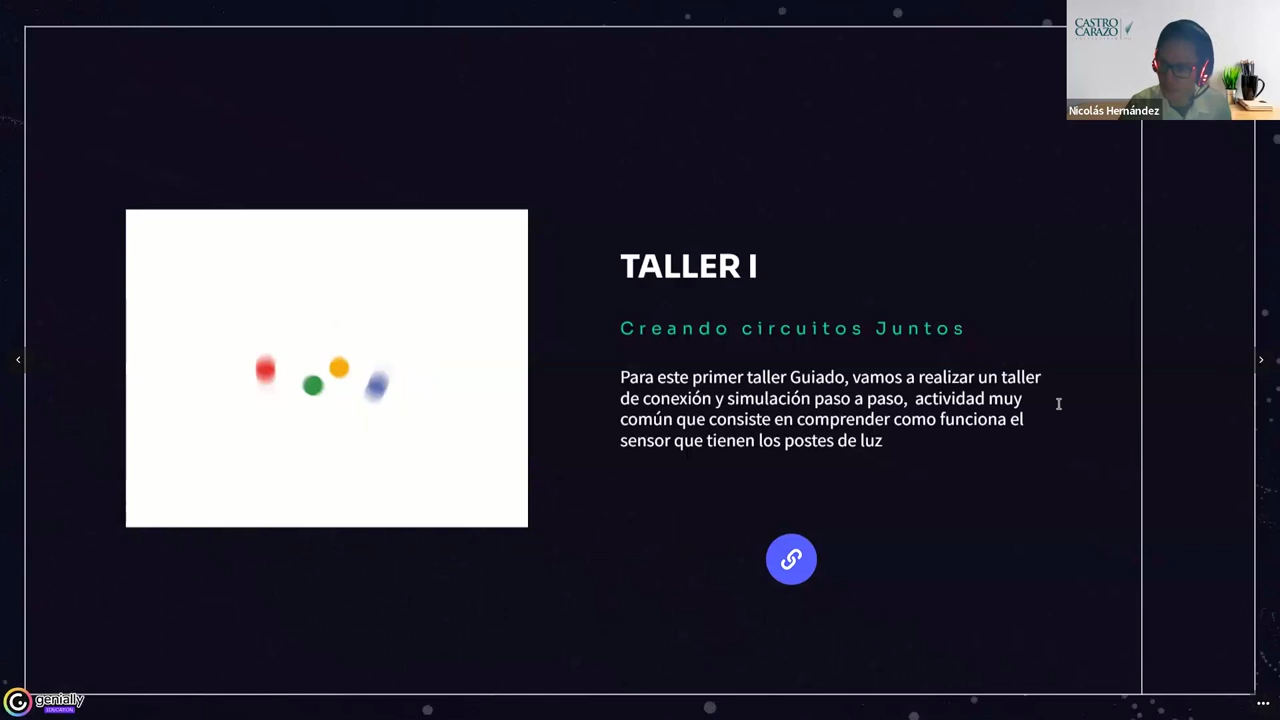 CASTRO
CARAZO
Nicolás Hernández
TALLER I
Creando circuitos Juntos
Para este primer taller Guiado, vamos a realizar un taller
de conexión y simulación paso a paso, actividad muy
común que consiste en comprender como funciona el
sensor que tienen los postes de luz
genially
EDUCATION